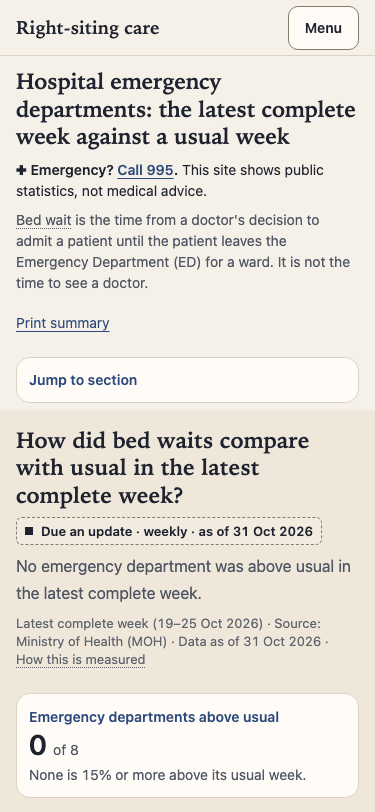 Right-siting care
Menu
Hospital emergency
departments: the latest complete
week against a usual week
✚ Emergency? Call 995. This site shows public
statistics, not medical advice.
Bed wait is the time from a doctor's decision to
admit a patient until the patient leaves the
Emergency Department (ED) for a ward. It is not the
time to see a doctor.
Print summary
Jump to section
How did bed waits compare
with usual in the latest
complete week?
■ Due an update · weekly · as of 31 Oct 2026
No emergency department was above usual in
the latest complete week.
Latest complete week (19–25 Oct 2026) · Source:
Ministry of Health (MOH) · Data as of 31 Oct 2026 ·
How this is measured
Emergency departments above usual
0 of 8
None is 15% or more above its usual week.